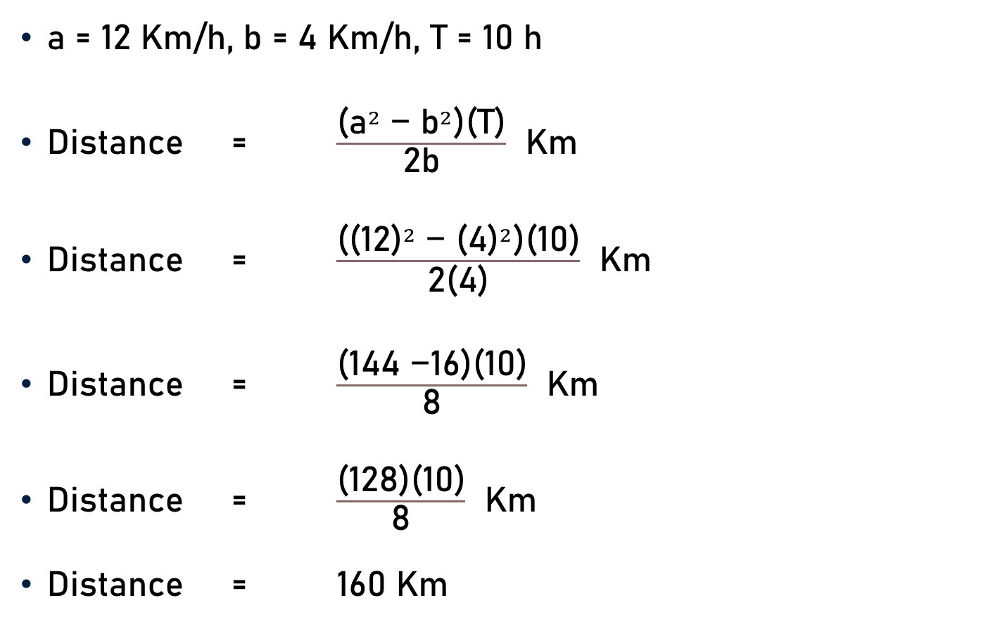 • a = 12 Km/h, b = 4 Km/h, T = 10 h
• Distance = (a² − b²)(T) / 2b Km
• Distance = ((12)² − (4)²)(10) / 2(4) Km
• Distance = (144 −16)(10) / 8 Km
• Distance = (128)(10) / 8 Km
• Distance = 160 Km